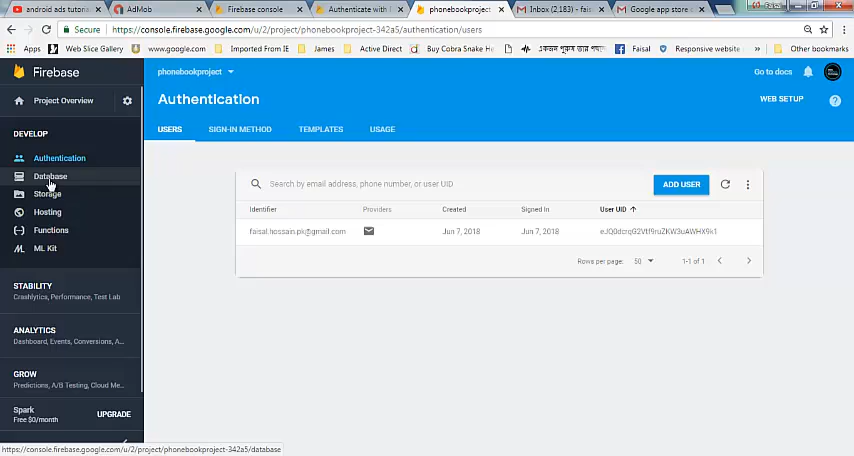 android ads tutoria
AdMob
Firebase console
Authenticate with F
phonebookproject
Inbox (2,183) - fais
Google app store a
Faisal
Secure
https://console.firebase.google.com/u/2/project/phonebookproject-342a5/authentication/users
Apps
Web Slice Gallery
www.google.com
Imported From IE
James
Active Direct
Buy Cobra Snake He
Faisal
Responsive website
Other bookmarks
Firebase
phonebookproject
Go to docs
Project Overview
Authentication
WEB SETUP
USERS
SIGN-IN METHOD
TEMPLATES
USAGE
DEVELOP
Authentication
Database
Storage
Hosting
Functions
ML Kit
Search by email address, phone number, or user UID
ADD USER
Identifier
Providers
Created
Signed In
User UID
faisal.hossain.pk@gmail.com
Jun 7, 2018
Jun 7, 2018
Rows per page:
50
1-1 of 1
STABILITY
Crashlytics, Performance, Test Lab
ANALYTICS
Dashboard, Events, Conversions, A...
GROW
Predictions, A/B Testing, Cloud Me...
Spark
Free $0/month
UPGRADE
https://console.firebase.google.com/u/2/project/phonebookproject-342a5/database